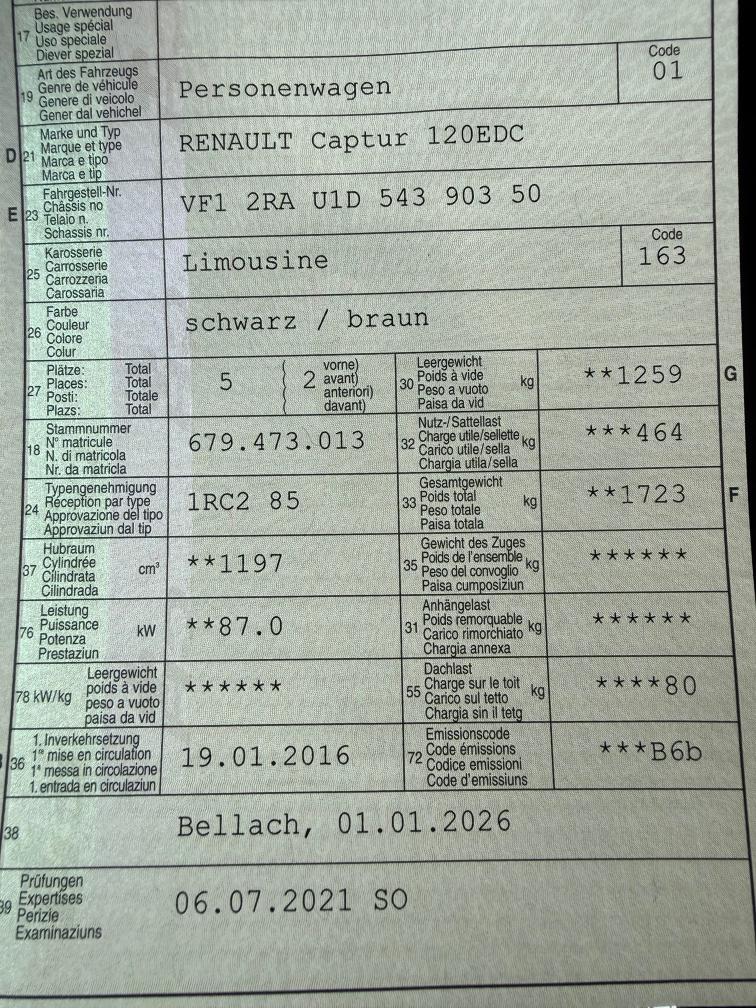 17 Bes. Verwendung
Usage spécial
Uso speciale
Diever spezial
19 Art des Fahrzeugs
Genre de véhicule
Genere di veicolo
Gener dal vehichel
Personenwagen
Code
01
D 21 Marke und Typ
Marque et type
Marca e tipo
Marca e tip
RENAULT Captur 120EDC
E 23 Fahrgestell-Nr.
Châssis no
Telaio n.
Schassis nr.
VF1 2RA U1D 543 903 50
25 Karosserie
Carrosserie
Carrozzeria
Carossaria
Limousine
Code
163
26 Farbe
Couleur
Colore
Colur
schwarz / braun
27 Plätze: Total
Places: Total
Posti: Totale
Plazs: Total
5 ( 2 vorne)
( avant)
( anteriori)
( davant)
30 Leergewicht
Poids à vide kg
Peso a vuoto
Paisa da vid
**1259 G
18 Stammnummer
N° matricule
N. di matricola
Nr. da matricla
679.473.013
32 Nutz-/Sattellast
Charge utile/sellette kg
Carico utile/sella
Chargia utila/sella
***464
24 Typengenehmigung
Réception par type
Approvazione del tipo
Approvaziun dal tip
1RC2 85
33 Gesamtgewicht
Poids total kg
Peso totale
Paisa totala
**1723 F
37 Hubraum
Cylindrée cm³
Cilindrata
Cilindrada
**1197
35 Gewicht des Zuges
Poids de l'ensemble kg
Peso del convoglio
Paisa cumposiziun
******
76 Leistung
Puissance kW
Potenza
Prestaziun
**87.0
31 Anhängelast
Poids remorquable kg
Carico rimorchiato
Chargia annexa
******
78 kW/kg Leergewicht
poids à vide
peso a vuoto
paisa da vid
******
55 Dachlast
Charge sur le toit kg
Carico sul tetto
Chargia sin il tetg
****80
36 1. Inverkehrsetzung
1re mise en circulation
1a messa in circolazione
1. entrada en circulaziun
19.01.2016
72 Emissionscode
Code émissions
Codice emissioni
Code d'emissiuns
***B6b
38 Bellach, 01.01.2026
39 Prüfungen
Expertises
Perizie
Examinaziuns
06.07.2021 SO